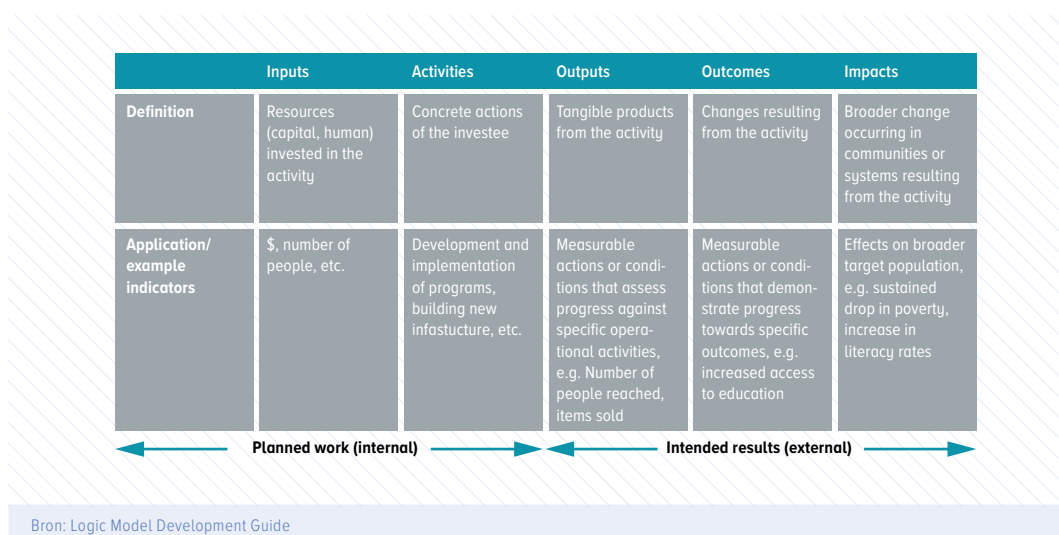 Inputs Activities Outputs Outcomes Impacts
Definition
Resources
(capital, human)
invested in the
activity
Concrete actions
of the investee
Tangible products
from the activity
Changes resulting
from the activity
Broader change
occurring in
communities or
systems resulting
from the activity
Application/
example
indicators
$, number of
people, etc.
Development and
implementation
of programs,
building new
infastucture, etc.
Measurable
actions or condi-
tions that assess
progress against
specific opera-
tional activities,
e.g. Number of
people reached,
items sold
Measurable
actions or condi-
tions that demon-
strate progress
towards specific
outcomes, e.g.
increased access
to education
Effects on broader
target population,
e.g. sustained
drop in poverty,
increase in
literacy rates
Planned work (internal) Intended results (external)
Bron: Logic Model Development Guide